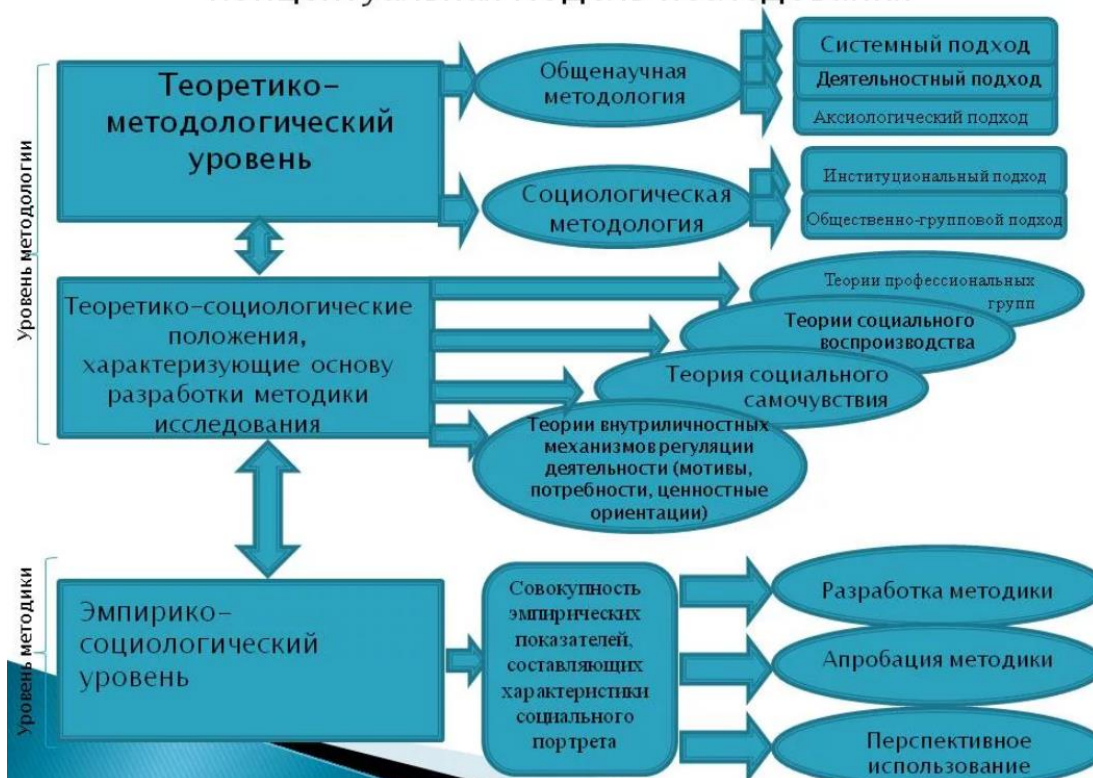 Теоретико-
методологический
уровень
Общенаучная
методология
Системный подход
Деятельностный подход
Аксиологический подход
Социологическая
методология
Институциональный подход
Общественно-групповой подход
Уровень методологии
Теоретико-социологические
положения,
характеризующие основу
разработки методики
исследования
Теории профессиональных
групп
Теории социального
воспроизводства
Теория социального
самочувствия
Теории внутриличностных
механизмов регуляции
деятельности (мотивы,
потребности, ценностные
ориентации)
Уровень методики
Эмпирико-
социологический
уровень
Совокупность
эмпирических
показателей,
составляющих
характеристики
социального
портрета
Разработка методики
Апробация методики
Перспективное
использование